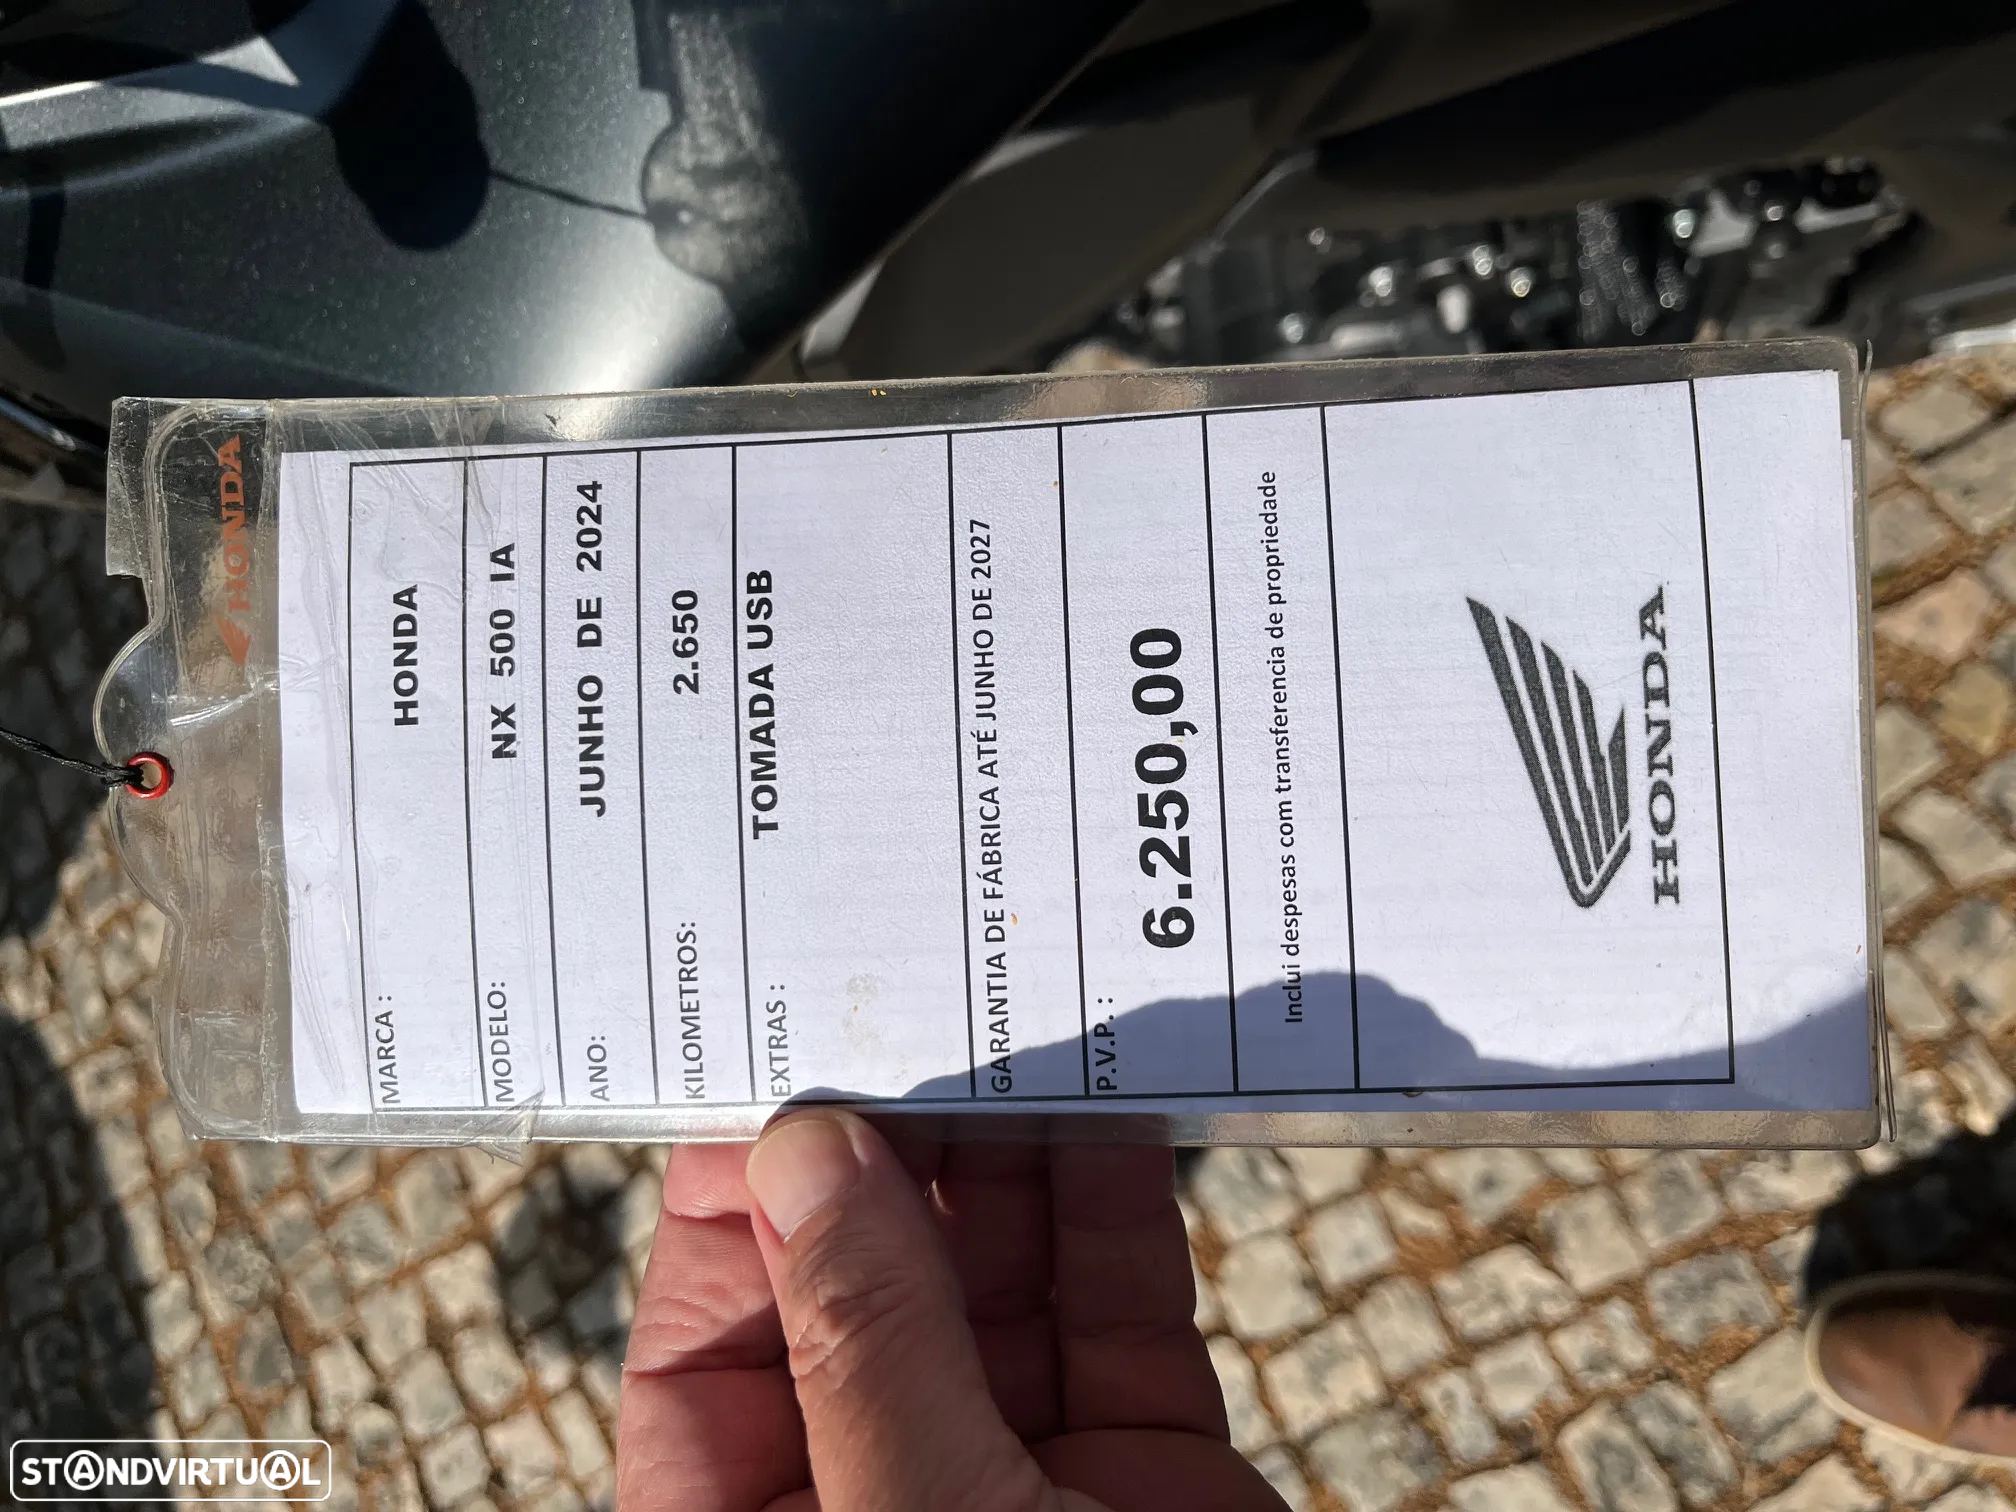 HONDA
MARCA : HONDA
MODELO: NX 500 IA
ANO: JUNHO DE 2024
KILOMETROS: 2.650
EXTRAS : TOMADA USB
GARANTIA DE FÁBRICA ATÉ JUNHO DE 2027
P.V.P. : 6.250,00
Inclui despesas com transferencia de propriedade
HONDA
STANDVIRTUAL